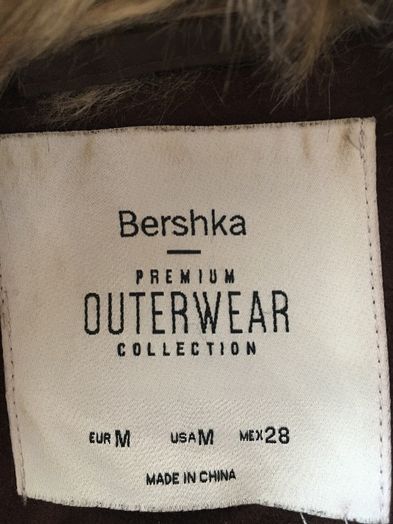 Bershka
PREMIUM
OUTERWEAR
COLLECTION
EUR M USA M MEX 28
MADE IN CHINA